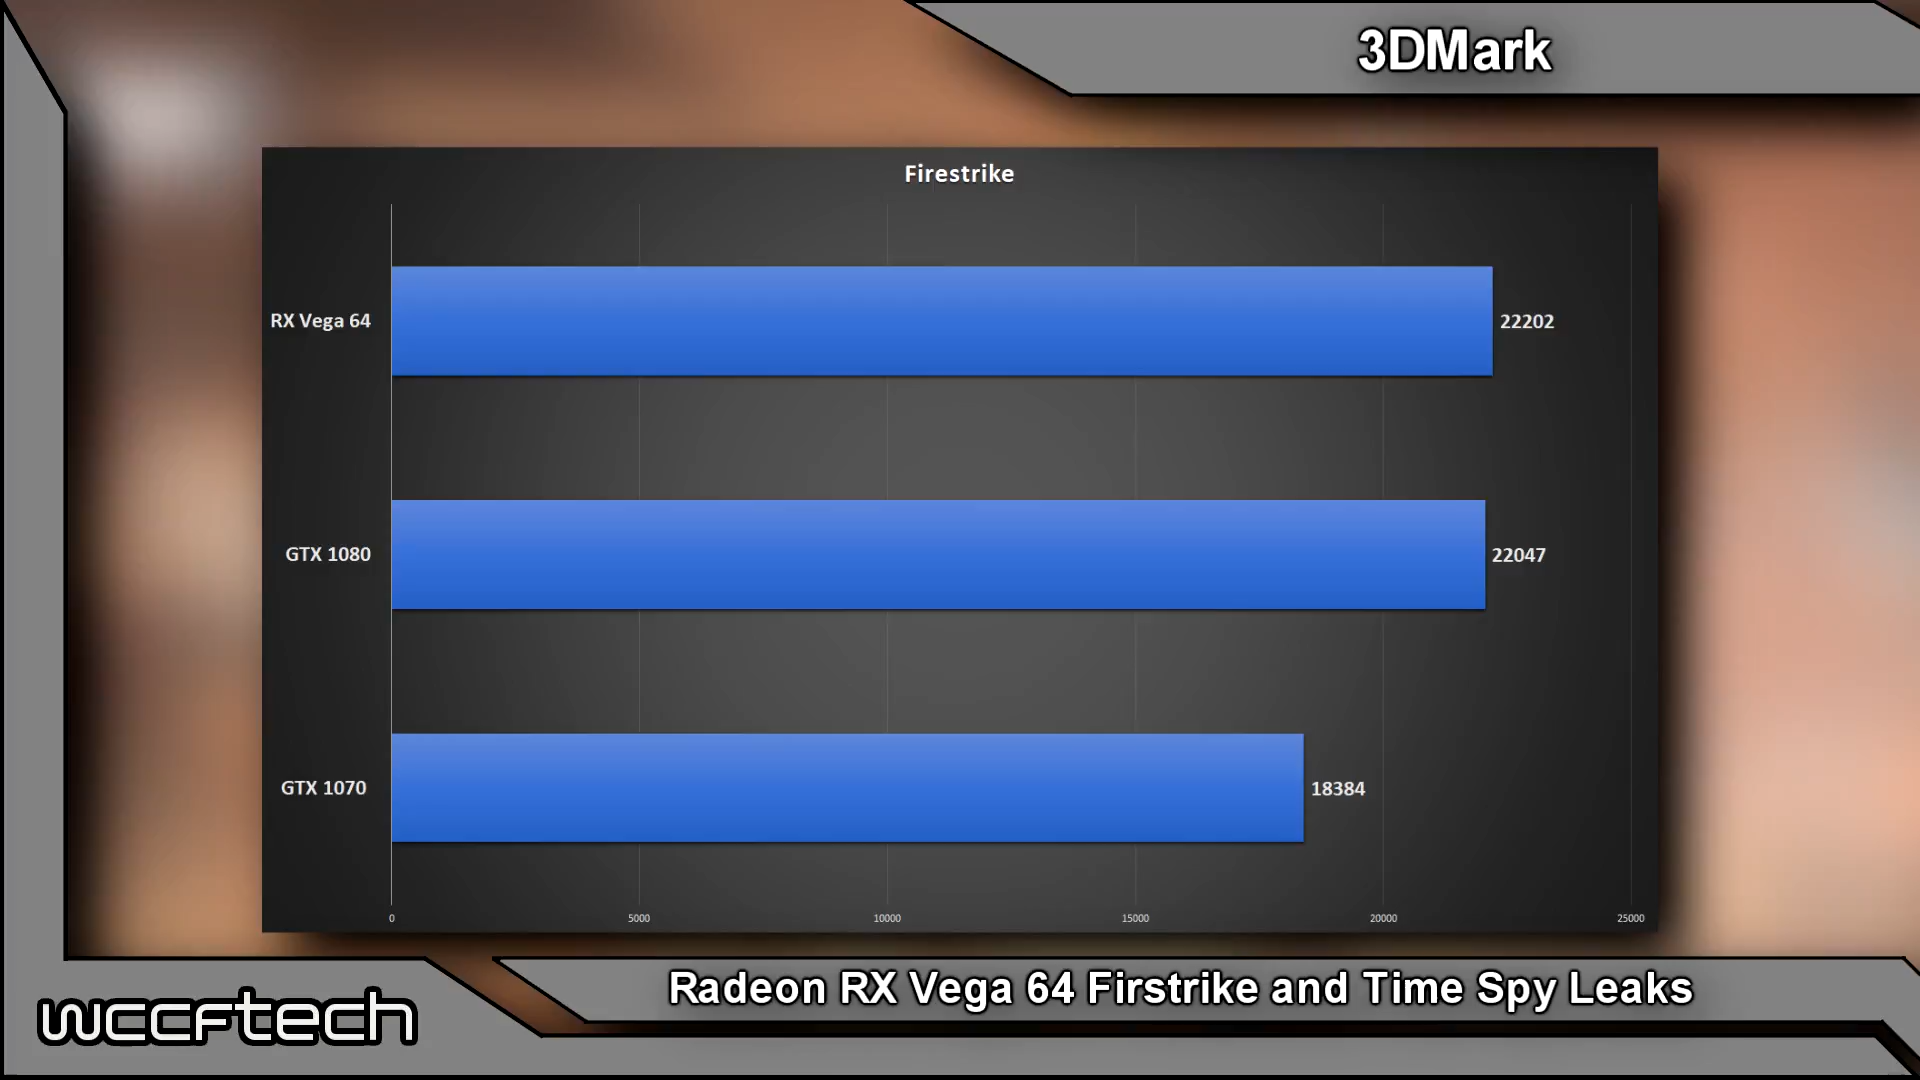 3DMark
Firestrike
RX Vega 64
22202
GTX 1080
22047
GTX 1070
18384
0 5000 10000 15000 20000 25000
Radeon RX Vega 64 Firstrike and Time Spy Leaks
wccftech